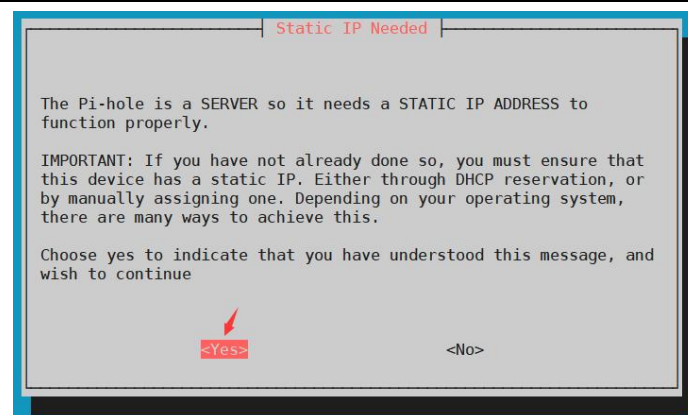 Static IP Needed
The Pi-hole is a SERVER so it needs a STATIC IP ADDRESS to
function properly.
IMPORTANT: If you have not already done so, you must ensure that
this device has a static IP. Either through DHCP reservation, or
by manually assigning one. Depending on your operating system,
there are many ways to achieve this.
Choose yes to indicate that you have understood this message, and
wish to continue
<Yes> <No>